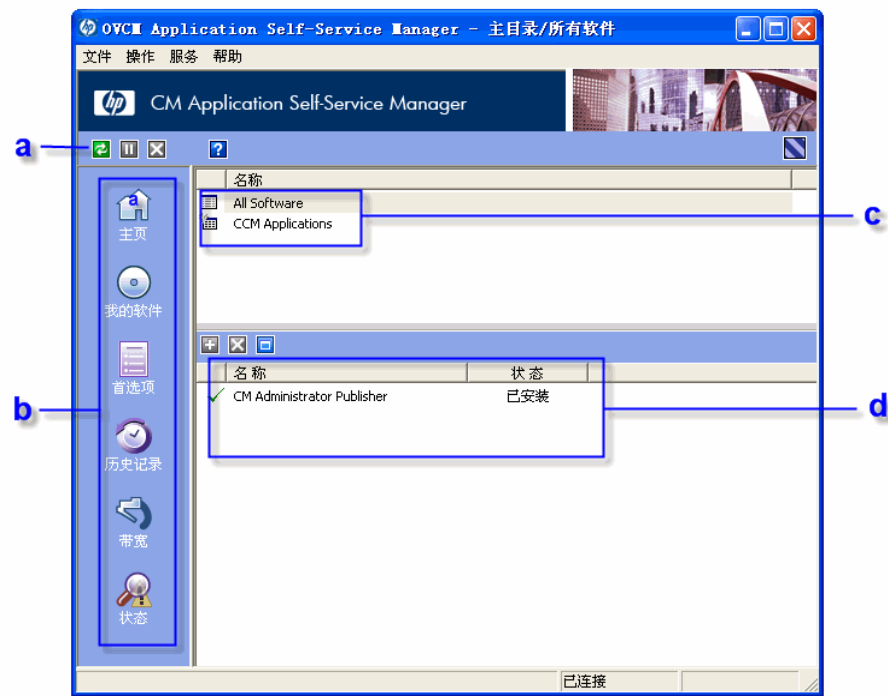 OVCM Application Self-Service Manager - 主目录/所有软件
文件 操作 服务 帮助
hp CM Application Self-Service Manager
a
?
名称
All Software
CCM Applications
c
a
主页
我的软件
首选项
历史记录
带宽
状态
b
名称 状态
CM Administrator Publisher 已安装
d
已连接